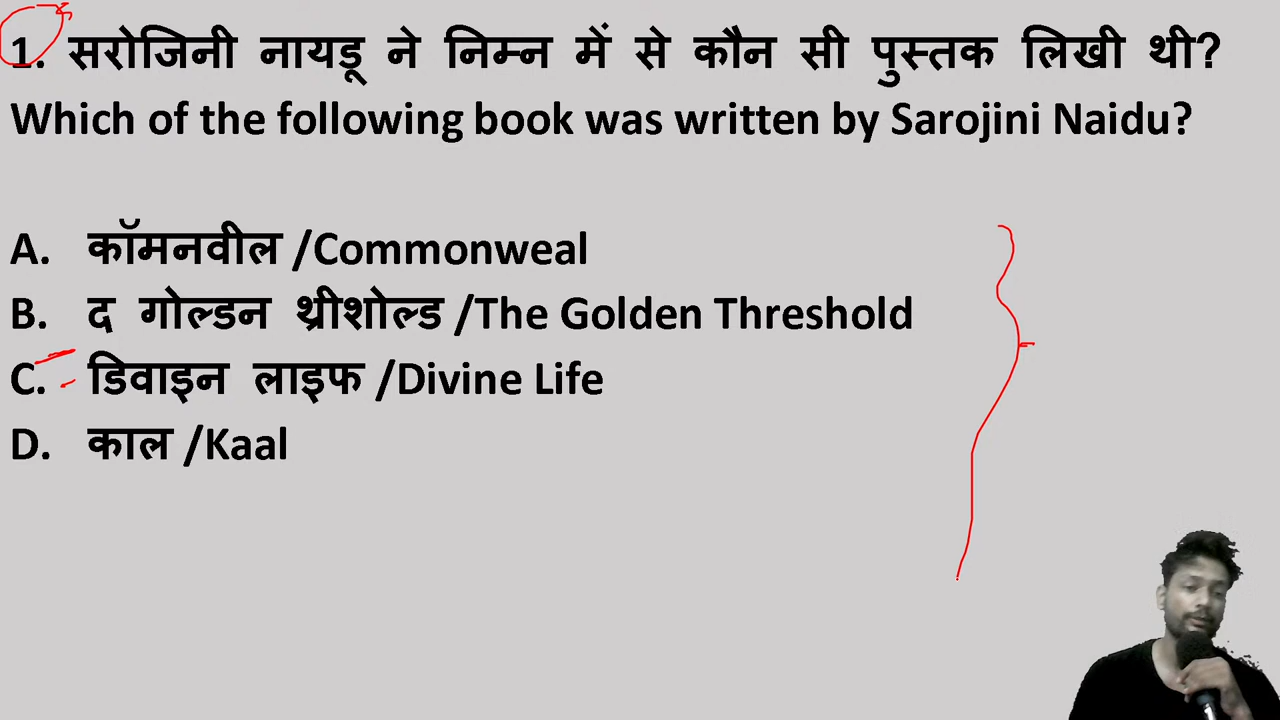 1. सरोजिनी नायडू ने निम्न में से कौन सी पुस्तक लिखी थी?
Which of the following book was written by Sarojini Naidu?
A. कॉमनवील /Commonweal
B. द गोल्डन थ्रीशोल्ड /The Golden Threshold
C. डिवाइन लाइफ /Divine Life
D. काल /Kaal